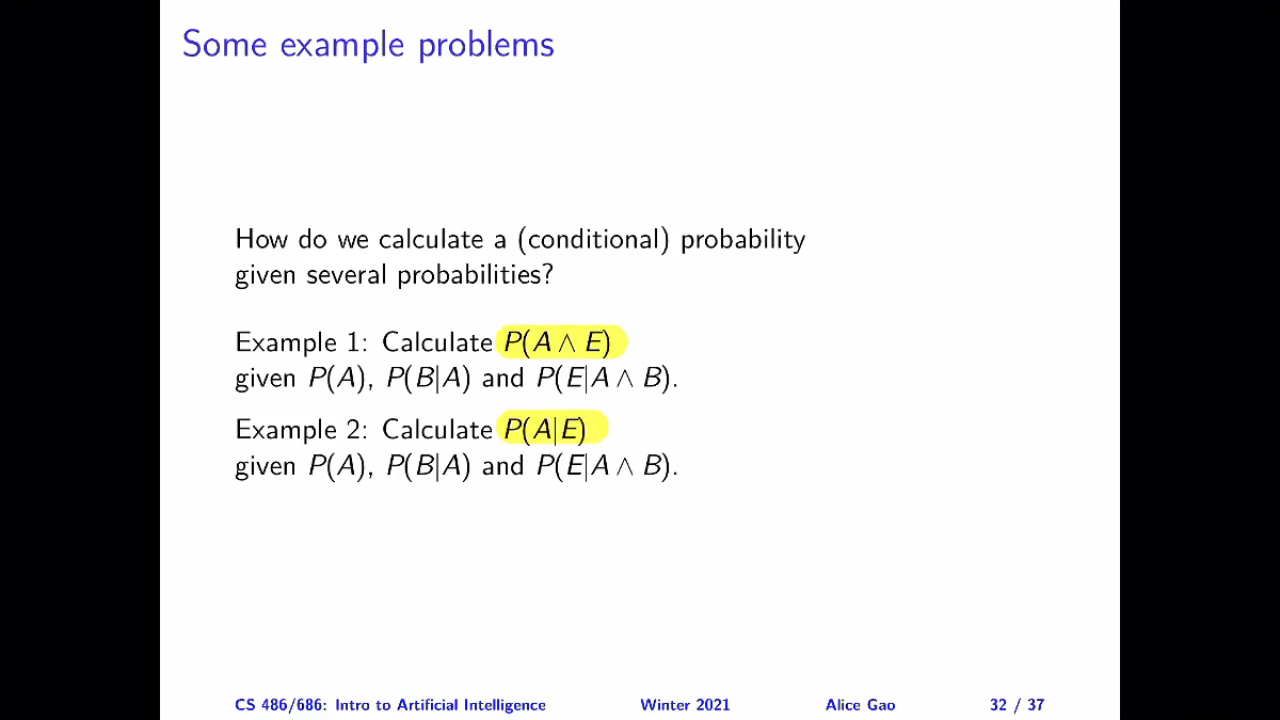 Some example problems
How do we calculate a (conditional) probability
given several probabilities?
Example 1: Calculate P(A ∧ E)
given P(A), P(B|A) and P(E|A ∧ B).
Example 2: Calculate P(A|E)
given P(A), P(B|A) and P(E|A ∧ B).
CS 486/686: Intro to Artificial Intelligence Winter 2021 Alice Gao 32 / 37